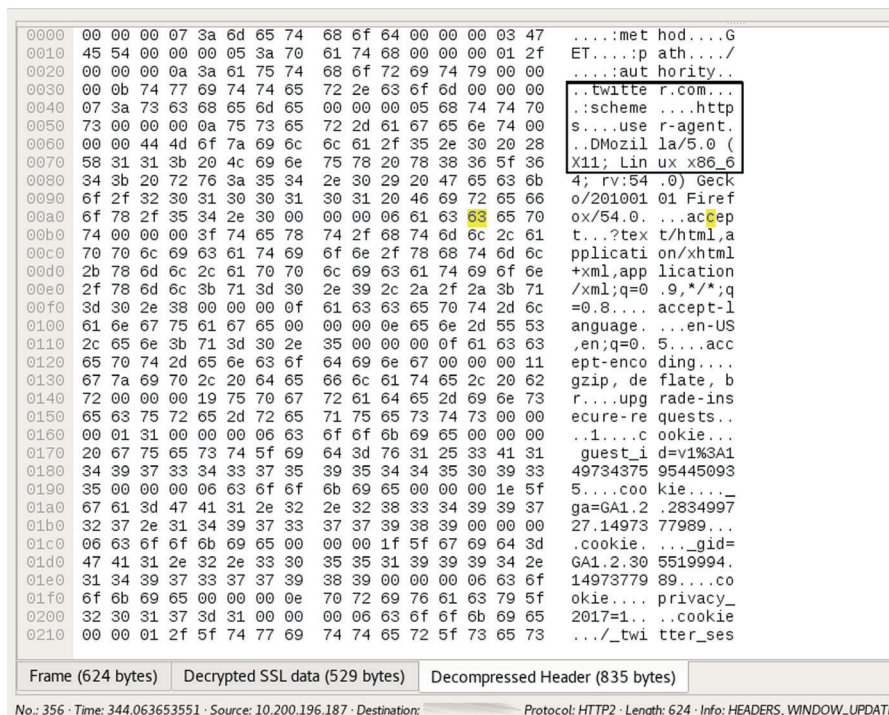 0000 00 00 00 07 3a 6d 65 74 68 6f 64 00 00 00 03 47 ....:met hod....G
0010 45 54 00 00 00 05 3a 70 61 74 68 00 00 00 01 2f ET....:p ath..../
0020 00 00 00 0a 3a 61 75 74 68 6f 72 69 74 79 00 00 ....:aut hority..
0030 00 0b 74 77 69 74 74 65 72 2e 63 6f 6d 00 00 00 ..twitte r.com...
0040 07 3a 73 63 68 65 6d 65 00 00 00 05 68 74 74 70 .:scheme ....http
0050 73 00 00 00 0a 75 73 65 72 2d 61 67 65 6e 74 00 s....use r-agent.
0060 00 00 44 4d 6f 7a 69 6c 6c 61 2f 35 2e 30 20 28 ..DMozil la/5.0 (
0070 58 31 31 3b 20 4c 69 6e 75 78 20 78 38 36 5f 36 X11; Lin ux x86_6
0080 34 3b 20 72 76 3a 35 34 2e 30 29 20 47 65 63 6b 4; rv:54 .0) Geck
0090 6f 2f 32 30 31 30 30 31 30 31 20 46 69 72 65 66 o/201001 01 Firef
00a0 6f 78 2f 35 34 2e 30 00 00 00 06 61 63 63 65 70 ox/54.0. ...accep
00b0 74 00 00 00 3f 74 65 78 74 2f 68 74 6d 6c 2c 61 t...?tex t/html,a
00c0 70 70 6c 69 63 61 74 69 6f 6e 2f 78 68 74 6d 6c pplicati on/xhtml
00d0 2b 78 6d 6c 2c 61 70 70 6c 69 63 61 74 69 6f 6e +xml,app lication
00e0 2f 78 6d 6c 3b 71 3d 30 2e 39 2c 2a 2f 2a 3b 71 /xml;q=0 .9,*/*;q
00f0 3d 30 2e 38 00 00 00 0f 61 63 63 65 70 74 2d 6c =0.8.... accept-l
0100 61 6e 67 75 61 67 65 00 00 00 0e 65 6e 2d 55 53 anguage. ...en-US
0110 2c 65 6e 3b 71 3d 30 2e 35 00 00 00 0f 61 63 63 ,en;q=0. 5....acc
0120 65 70 74 2d 65 6e 63 6f 64 69 6e 67 00 00 00 11 ept-enco ding....
0130 67 7a 69 70 2c 20 64 65 66 6c 61 74 65 2c 20 62 gzip, de flate, b
0140 72 00 00 00 19 75 70 67 72 61 64 65 2d 69 6e 73 r....upg rade-ins
0150 65 63 75 72 65 2d 72 65 71 75 65 73 74 73 00 00 ecure-re quests..
0160 00 01 31 00 00 00 06 63 6f 6f 6b 69 65 00 00 00 ..1....c ookie...
0170 20 67 75 65 73 74 5f 69 64 3d 76 31 25 33 41 31 guest_i d=v1%3A1
0180 34 39 37 33 34 33 37 35 39 35 34 34 35 30 39 33 49734375 95445093
0190 35 00 00 00 06 63 6f 6f 6b 69 65 00 00 00 1e 5f 5....coo kie...._
01a0 67 61 3d 47 41 31 2e 32 2e 32 38 33 34 39 39 37 ga=GA1.2 .2834997
01b0 32 37 2e 31 34 39 37 33 37 37 39 38 39 00 00 00 27.14973 77989...
01c0 06 63 6f 6f 6b 69 65 00 00 00 1f 5f 67 69 64 3d .cookie. ..._gid=
01d0 47 41 31 2e 32 2e 33 30 35 35 31 39 39 39 34 2e GA1.2.30 5519994.
01e0 31 34 39 37 33 37 37 39 38 39 00 00 00 06 63 6f 14973779 89....co
01f0 6f 6b 69 65 00 00 00 0e 70 72 69 76 61 63 79 5f okie.... privacy_
0200 32 30 31 37 3d 31 00 00 00 06 63 6f 6f 6b 69 65 2017=1.. ..cookie
0210 00 00 01 2f 5f 74 77 69 74 74 65 72 5f 73 65 73 .../_twi tter_ses
Frame (624 bytes) Decrypted SSL data (529 bytes) Decompressed Header (835 bytes)
No.: 356 · Time: 344.063653551 · Source: 10.200.196.187 · Destination: Protocol: HTTP2 · Length: 624 · Info: HEADERS, WINDOW_UPDAT